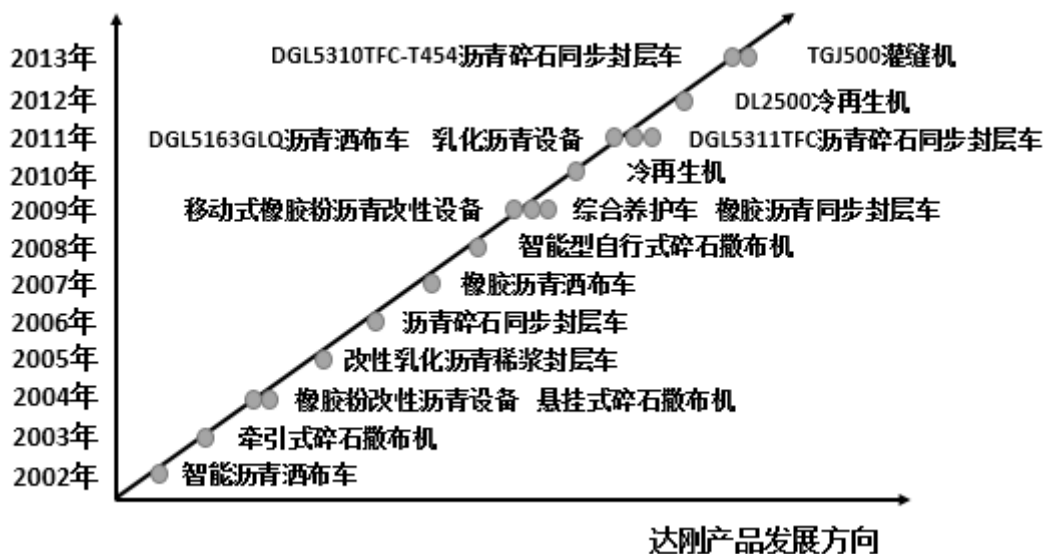 2013年 DGL5310TFC-T454沥青碎石同步封层车 TGJ500灌缝机
2012年 DL2500冷再生机
2011年 DGL5163GLQ沥青洒布车 乳化沥青设备 DGL5311TFC沥青碎石同步封层车
2010年 冷再生机
2009年 移动式橡胶粉沥青改性设备 综合养护车 橡胶沥青同步封层车
2008年 智能型自行式碎石撒布机
2007年 橡胶沥青洒布车
2006年 沥青碎石同步封层车
2005年 改性乳化沥青稀浆封层车
2004年 橡胶粉改性沥青设备 悬挂式碎石撒布机
2003年 牵引式碎石撒布机
2002年 智能沥青洒布车
达刚产品发展方向